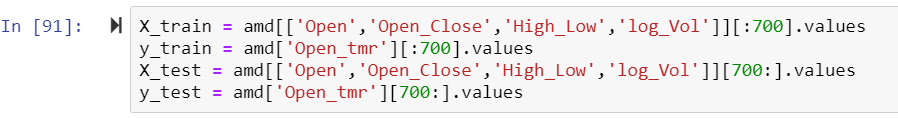 In [91]: X_train = amd[['Open','Open_Close','High_Low','log_Vol']][:700].values
y_train = amd['Open_tmr'][:700].values
X_test = amd[['Open','Open_Close','High_Low','log_Vol']][700:].values
y_test = amd['Open_tmr'][700:].values